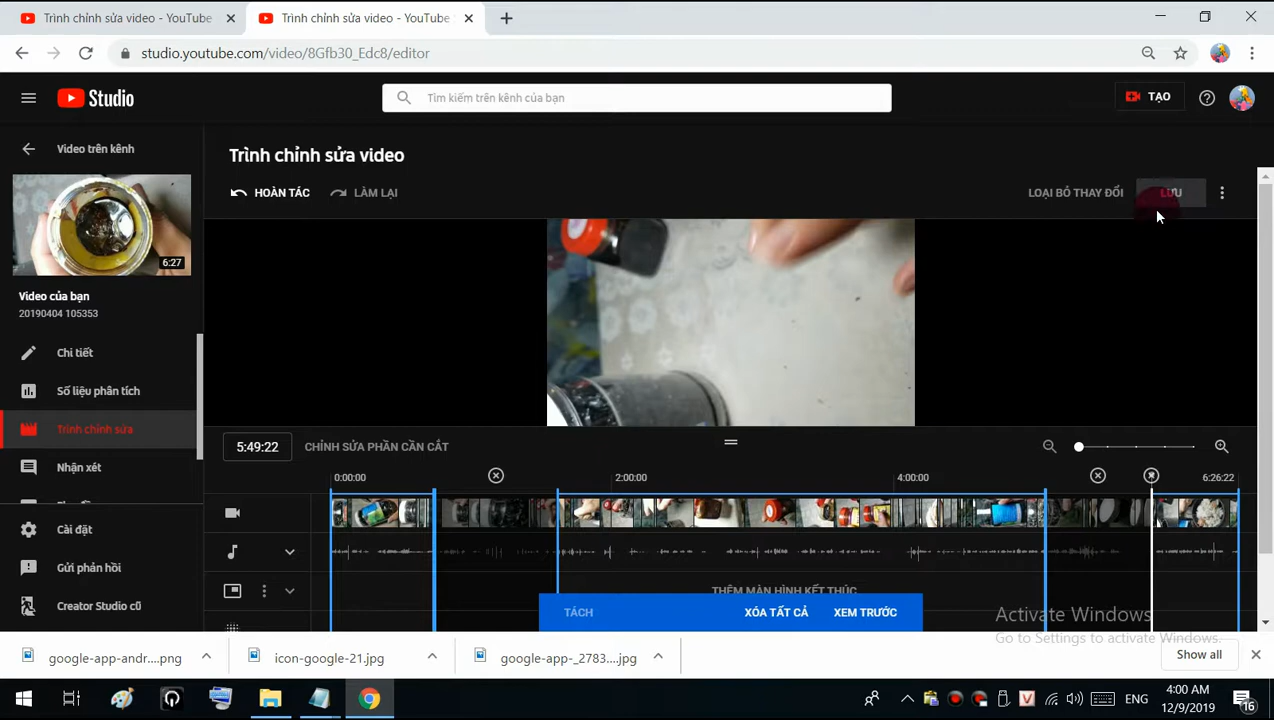 Trình chỉnh sửa video - YouTube
Trình chỉnh sửa video - YouTube
studio.youtube.com/video/8Gfb30_Edc8/editor
Studio
Tìm kiếm trên kênh của bạn
TẠO
Video trên kênh
Trình chỉnh sửa video
HOÀN TÁC
LÀM LẠI
LOẠI BỎ THAY ĐỔI
LƯU
6:27
Video của bạn
20190404 105353
Chi tiết
Số liệu phân tích
Trình chỉnh sửa
Nhận xét
Cài đặt
Gửi phản hồi
Creator Studio cũ
5:49:22
CHỈNH SỬA PHẦN CẦN CẮT
0:00:00
2:00:00
4:00:00
6:26:22
THÊM MÀN HÌNH KẾT THÚC
TÁCH
XÓA TẤT CẢ
XEM TRƯỚC
Activate Windows
Go to Settings to activate Windows.
google-app-andr....png
icon-google-21.jpg
google-app-_2783....jpg
Show all
ENG
4:00 AM
12/9/2019
16